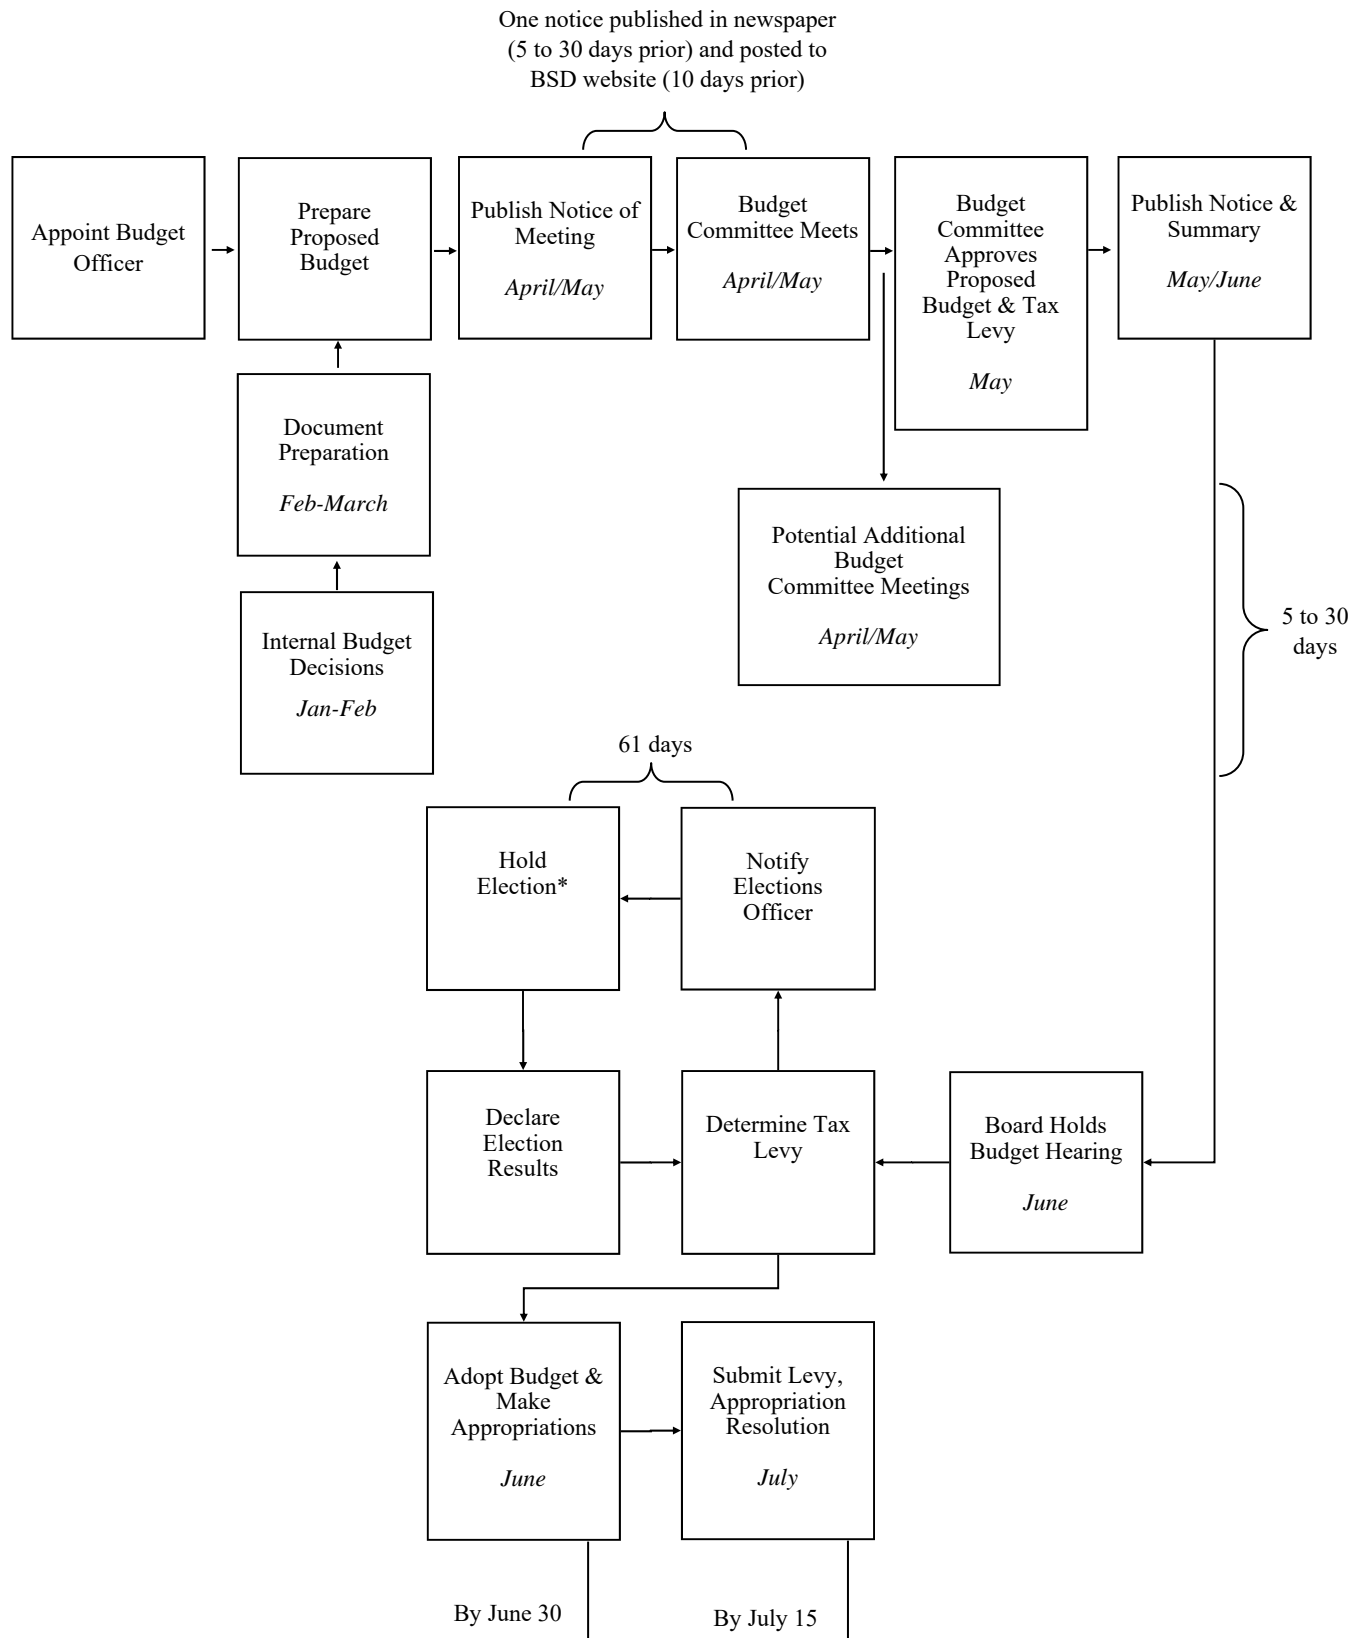 One notice published in newspaper
(5 to 30 days prior) and posted to
BSD website (10 days prior)
Appoint Budget
Officer
Prepare
Proposed
Budget
Publish Notice of
Meeting
April/May
Budget
Committee Meets
April/May
Budget
Committee
Approves
Proposed
Budget & Tax
Levy
May
Publish Notice &
Summary
May/June
Document
Preparation
Feb-March
Potential Additional
Budget
Committee Meetings
April/May
5 to 30
days
Internal Budget
Decisions
Jan-Feb
61 days
Hold
Election*
Notify
Elections
Officer
Declare
Election
Results
Determine Tax
Levy
Board Holds
Budget Hearing
June
Adopt Budget &
Make
Appropriations
June
Submit Levy,
Appropriation
Resolution
July
By June 30
By July 15